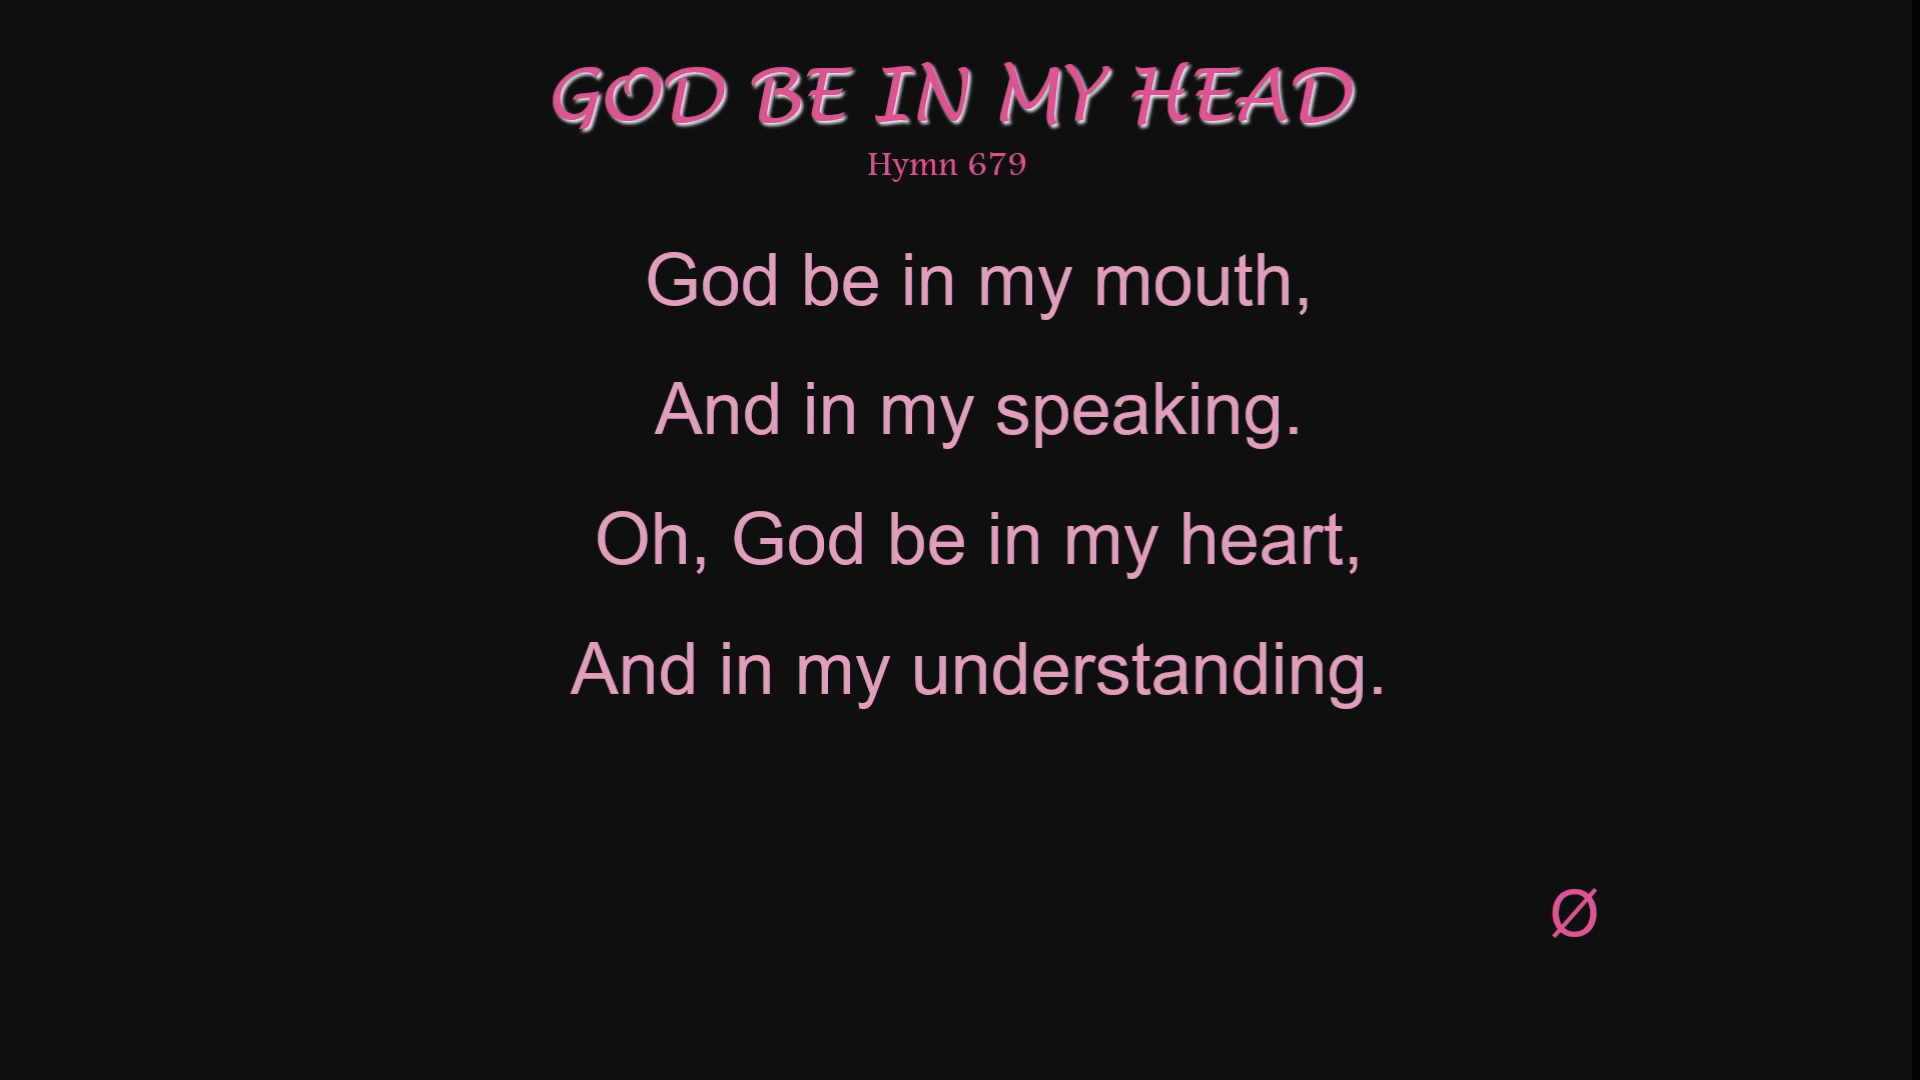 GOD BE IN MY HEAD
Hymn 679
God be in my mouth,
And in my speaking.
Oh, God be in my heart,
And in my understanding.
Ø